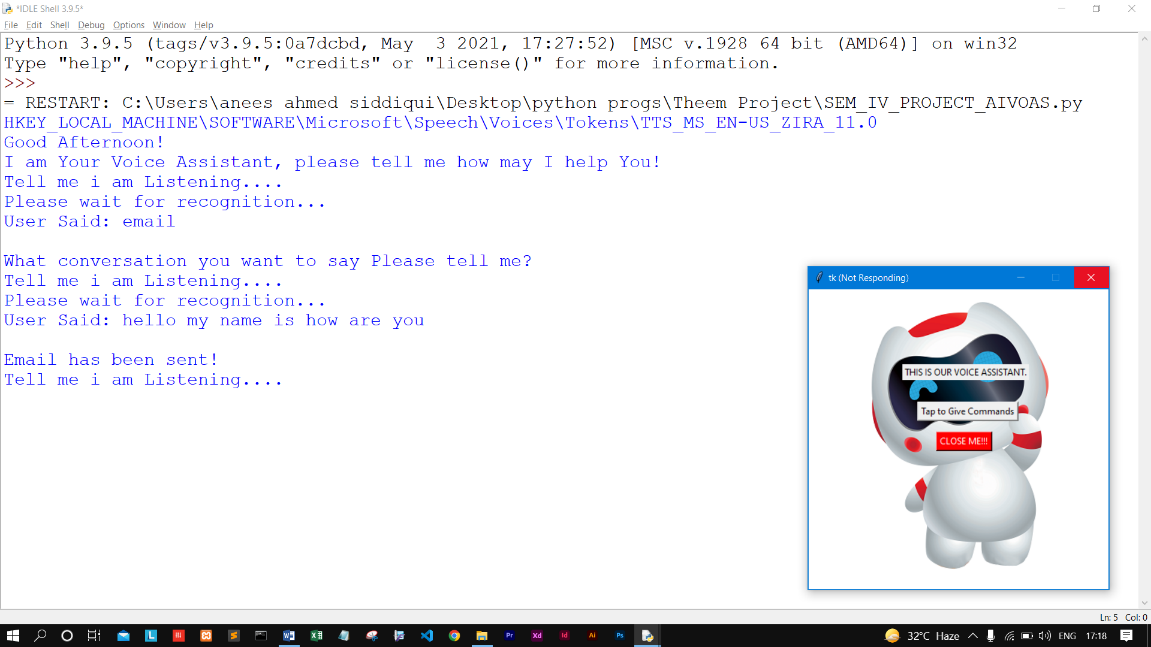 *IDLE Shell 3.9.5*
File Edit Shell Debug Options Window Help
Python 3.9.5 (tags/v3.9.5:0a7dcbd, May  3 2021, 17:27:52) [MSC v.1928 64 bit (AMD64)] on win32
Type "help", "copyright", "credits" or "license()" for more information.
>>>
= RESTART: C:\Users\anees ahmed siddiqui\Desktop\python progs\Theem Project\SEM_IV_PROJECT_AIVOAS.py
HKEY_LOCAL_MACHINE\SOFTWARE\Microsoft\Speech\Voices\Tokens\TTS_MS_EN-US_ZIRA_11.0
Good Afternoon!
I am Your Voice Assistant, please tell me how may I help You!
Tell me i am Listening....
Please wait for recognition...
User Said: email
What conversation you want to say Please tell me?
Tell me i am Listening....
Please wait for recognition...
User Said: hello my name is how are you
Email has been sent!
Tell me i am Listening....
tk (Not Responding)
THIS IS OUR VOICE ASSISTANT.
Tap to Give Commands
CLOSE ME!!!
Ln: 5 Col: 0
L Pr Xd Id Ai Ps 32°C Haze ENG 17:18